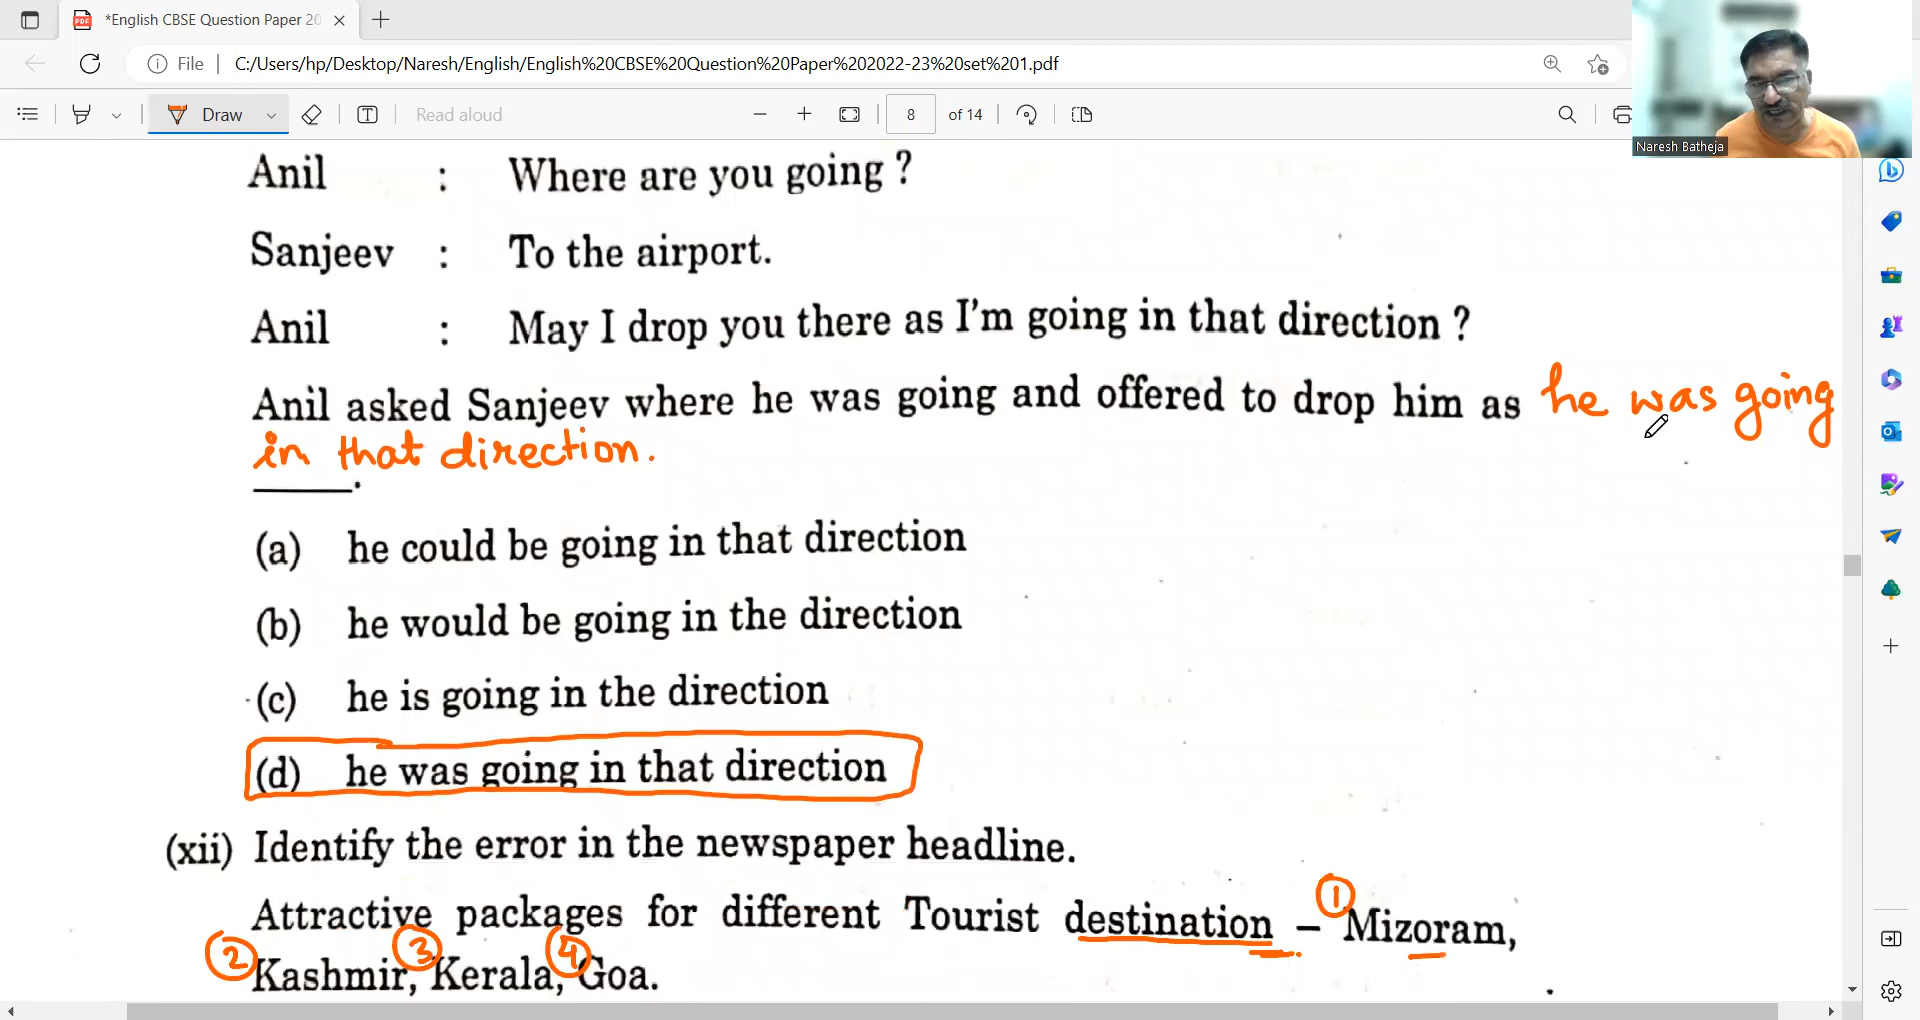 *English CBSE Question Paper 20
File
C:/Users/hp/Desktop/Naresh/English/English%20CBSE%20Question%20Paper%202022-23%20set%201.pdf
Draw
Read aloud
8 of 14
Naresh Batheja
Anil : Where are you going ?
Sanjeev : To the airport.
Anil : May I drop you there as I'm going in that direction ?
Anil asked Sanjeev where he was going and offered to drop him as he was going
in that direction.
______.
(a) he could be going in that direction
(b) he would be going in the direction
(c) he is going in the direction
(d) he was going in that direction
(xii) Identify the error in the newspaper headline.
Attractive packages for different Tourist destination – 1 Mizoram,
2 Kashmir, 3 Kerala, 4 Goa.